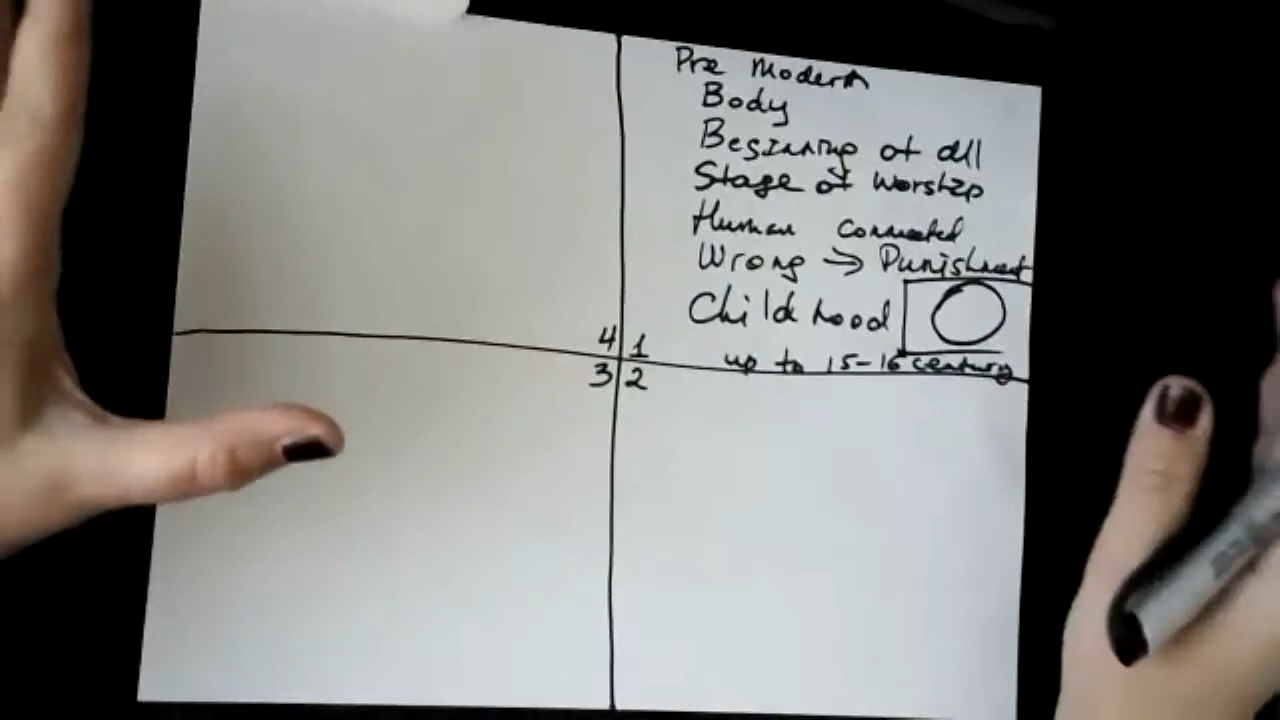 Pre Modern
Body
Beginning of all
Stage of Worship
Human connected
Wrong → Punishment
Childhood
up to 15-16 century
4 1
3 2